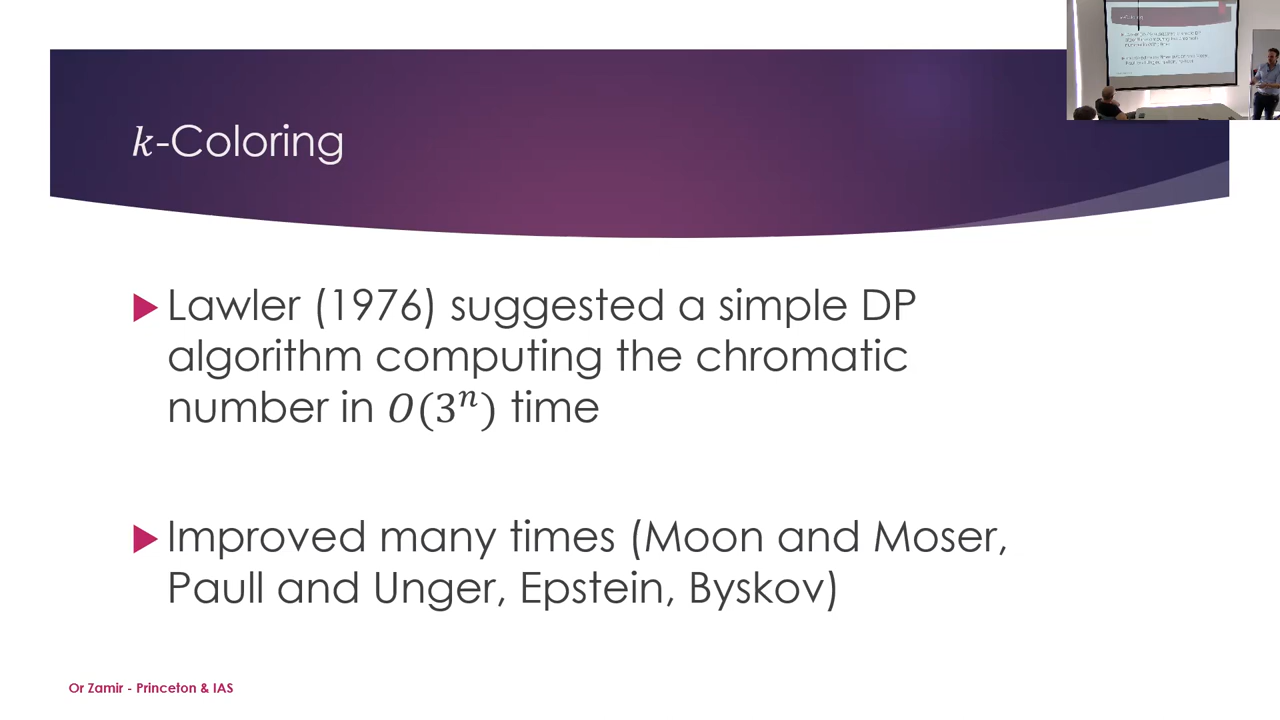 k-Coloring
Lawler (1976) suggested a simple DP
algorithm computing the chromatic
number in O(3ⁿ) time
Improved many times (Moon and Moser,
Paull and Unger, Epstein, Byskov)
Or Zamir - Princeton & IAS